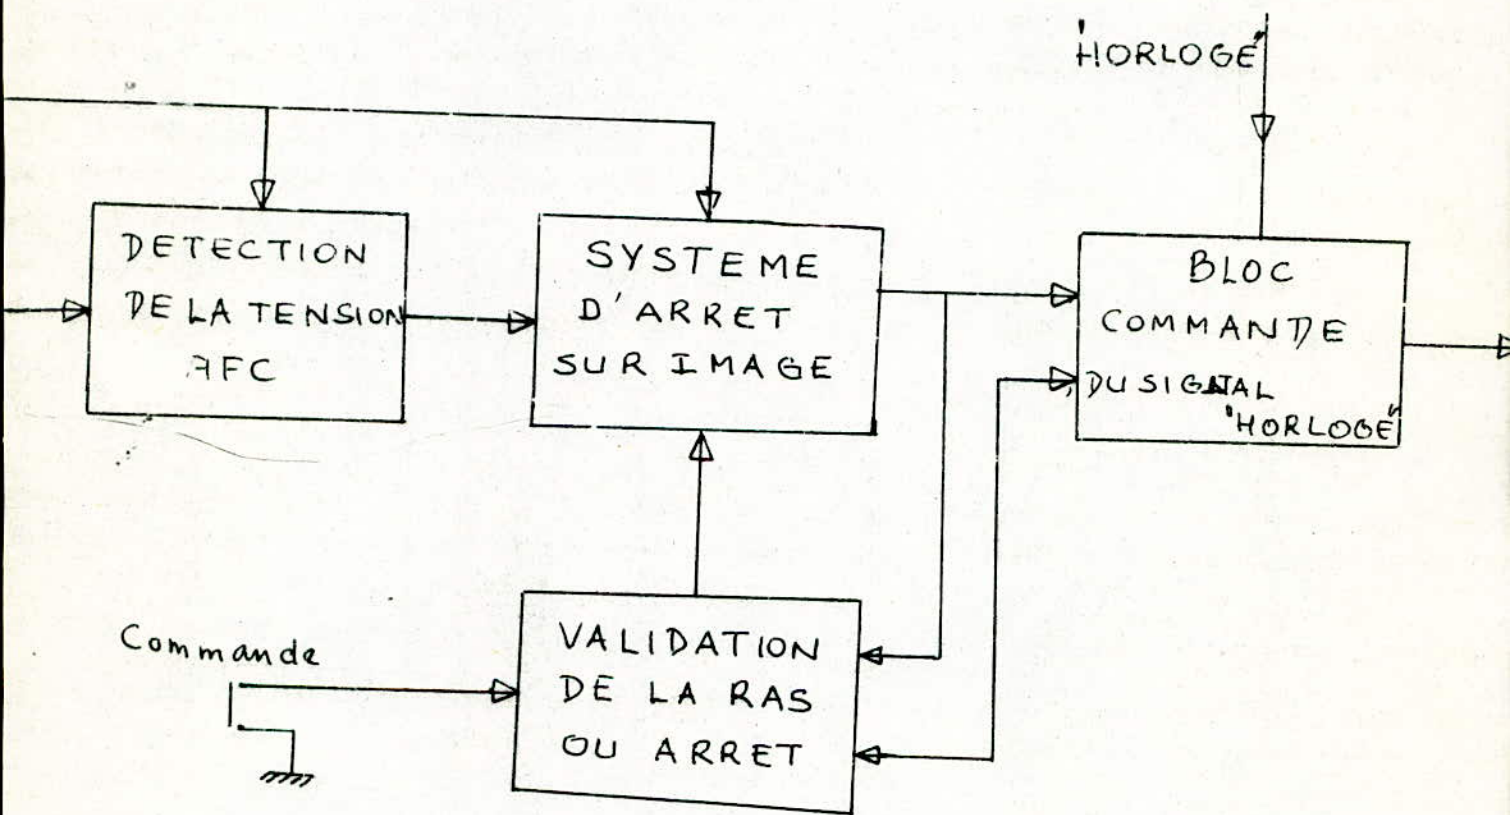 "HORLOGE"
DETECTION
DE LA TENSION
AFC
SYSTEME
D'ARRET
SUR IMAGE
BLOC
COMMANDE
DU SIGNAL
"HORLOGE"
Commande
VALIDATION
DE LA RAS
OU ARRET